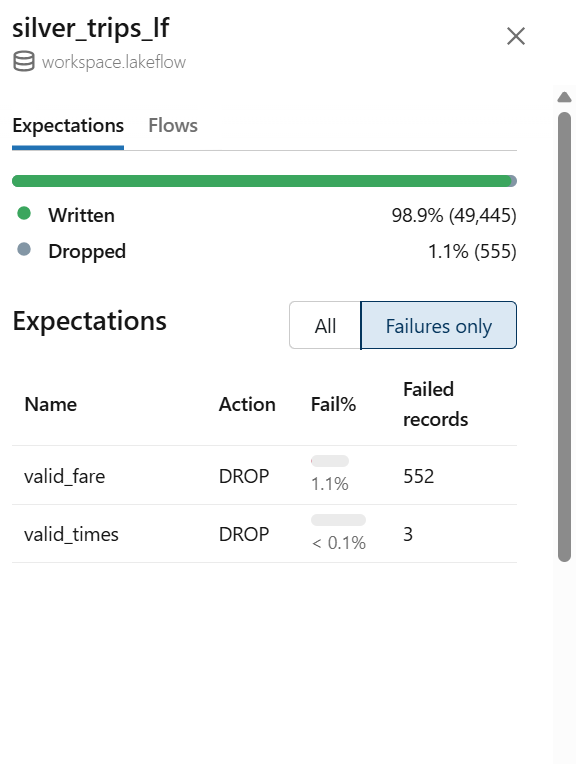 silver_trips_lf
workspace.lakeflow
Expectations Flows
Written 98.9% (49,445)
Dropped 1.1% (555)
Expectations All Failures only
Name Action Fail% Failed records
valid_fare DROP 1.1% 552
valid_times DROP < 0.1% 3